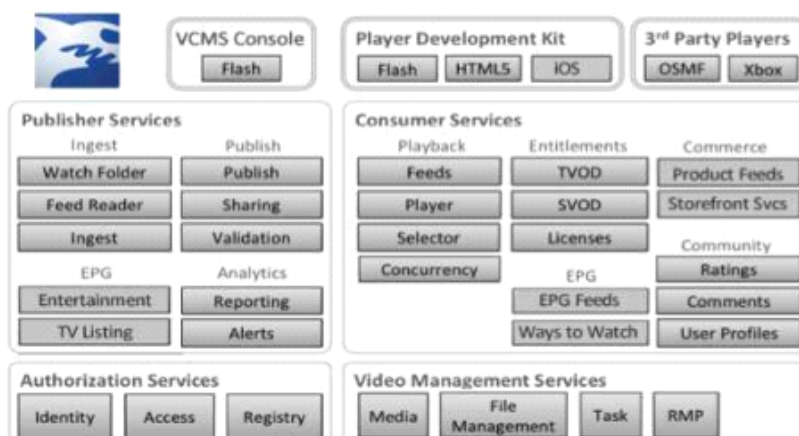 VCMS Console
Flash
Player Development Kit
Flash
HTML5
iOS
3rd Party Players
OSMF
Xbox
Publisher Services
Ingest
Watch Folder
Feed Reader
Ingest
Publish
Publish
Sharing
Validation
EPG
Entertainment
TV Listing
Analytics
Reporting
Alerts
Consumer Services
Playback
Feeds
Player
Selector
Concurrency
Entitlements
TVOD
SVOD
Licenses
EPG
EPG Feeds
Ways to Watch
Commerce
Product Feeds
Storefront Svcs
Community
Ratings
Comments
User Profiles
Authorization Services
Identity
Access
Registry
Video Management Services
Media
File
Management
Task
RMP